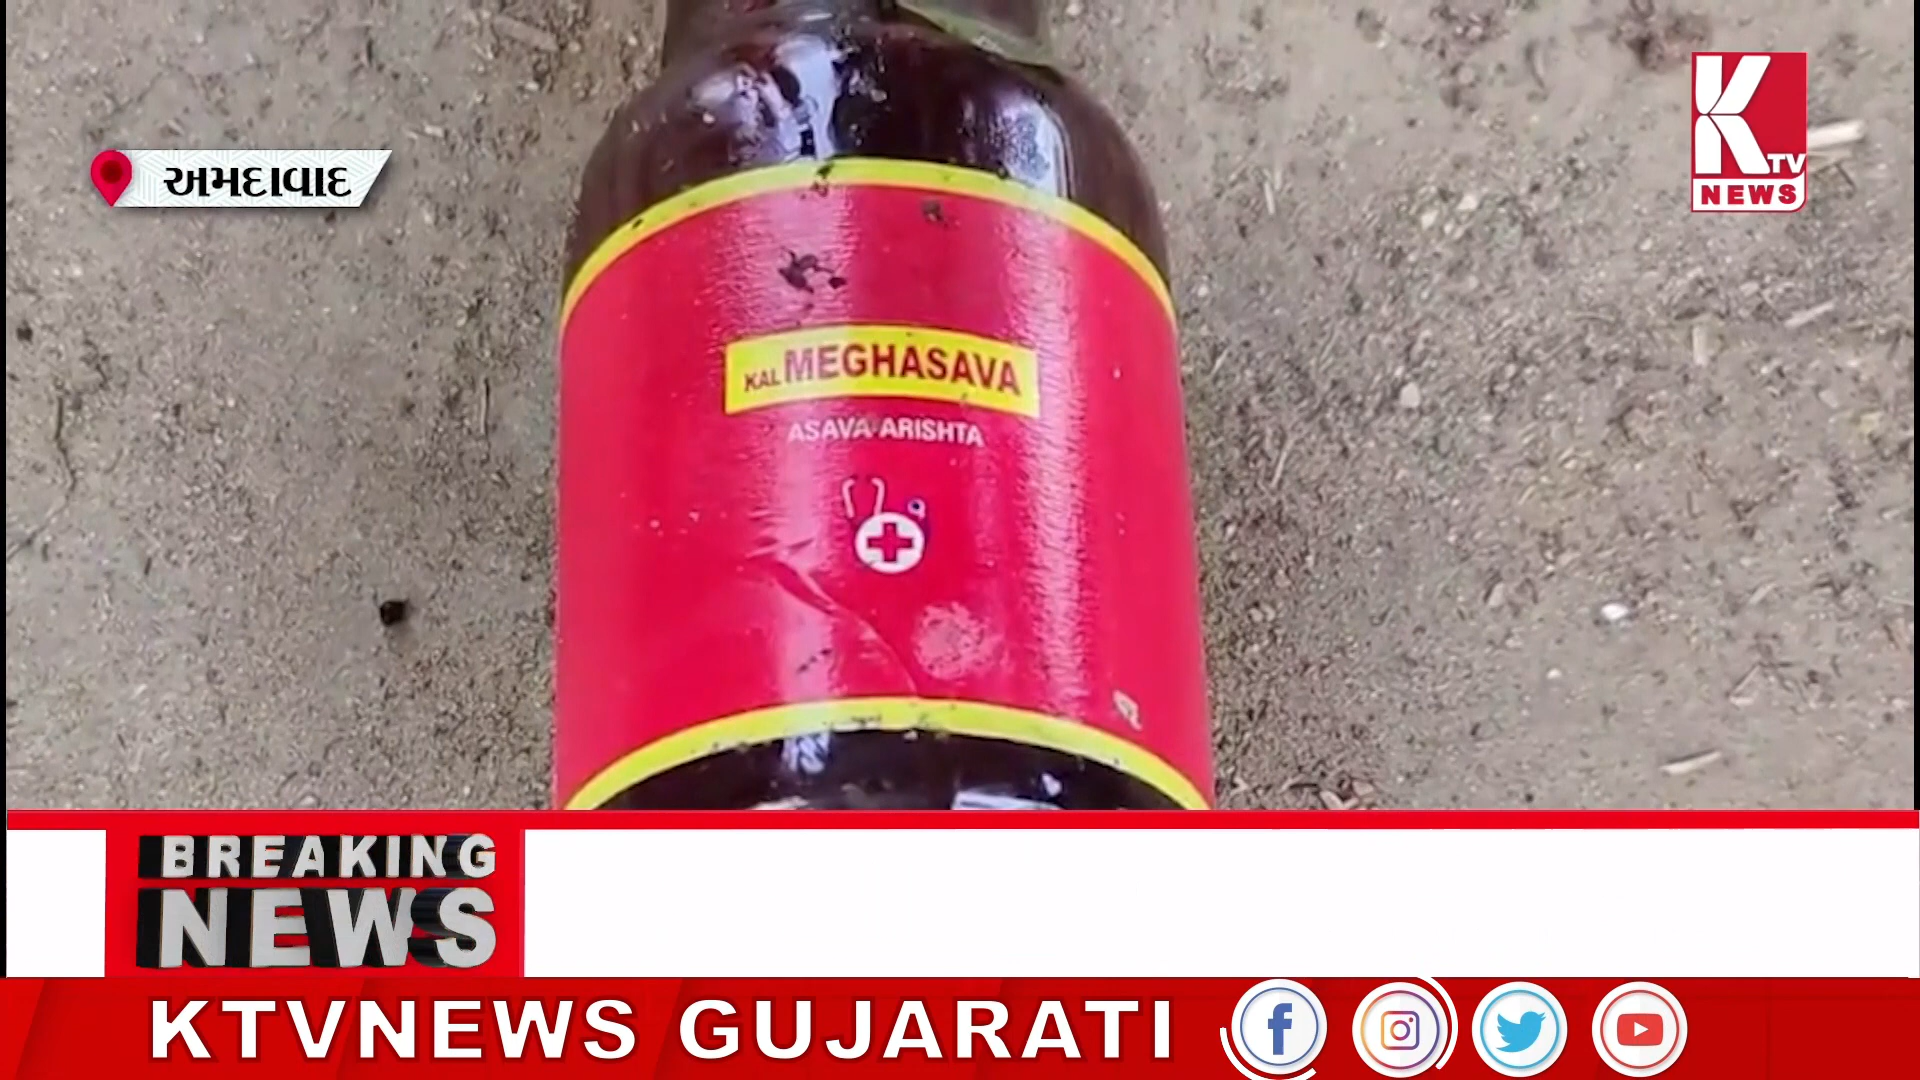 K
TV
NEWS
અમદાવાદ
KAL MEGHASAVA
ASAVA-ARISHTA
BREAKING
NEWS
KTVNEWS GUJARATI